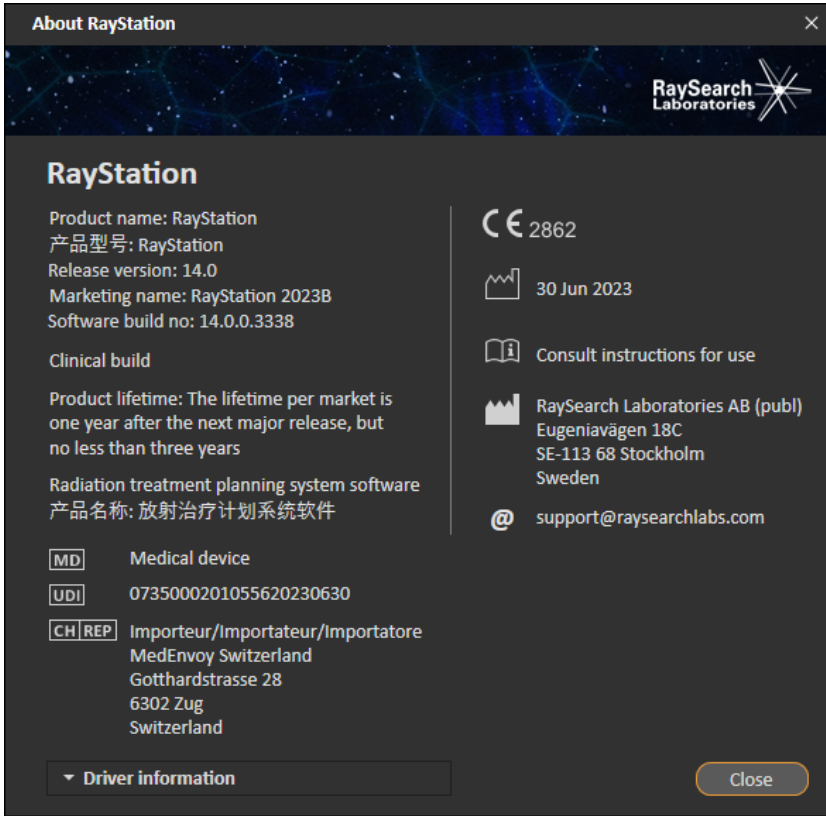 About RayStation
RaySearch
Laboratories
RayStation
Product name: RayStation
产品型号: RayStation
Release version: 14.0
Marketing name: RayStation 2023B
Software build no: 14.0.0.3338
Clinical build
Product lifetime: The lifetime per market is
one year after the next major release, but
no less than three years
Radiation treatment planning system software
产品名称: 放射治疗计划系统软件
MD Medical device
UDI 0735000201055620230630
CH REP Importeur/Importateur/Importatore
MedEnvoy Switzerland
Gotthardstrasse 28
6302 Zug
Switzerland
CE 2862
30 Jun 2023
i Consult instructions for use
RaySearch Laboratories AB (publ)
Eugeniavägen 18C
SE-113 68 Stockholm
Sweden
@ support@raysearchlabs.com
Driver information
Close